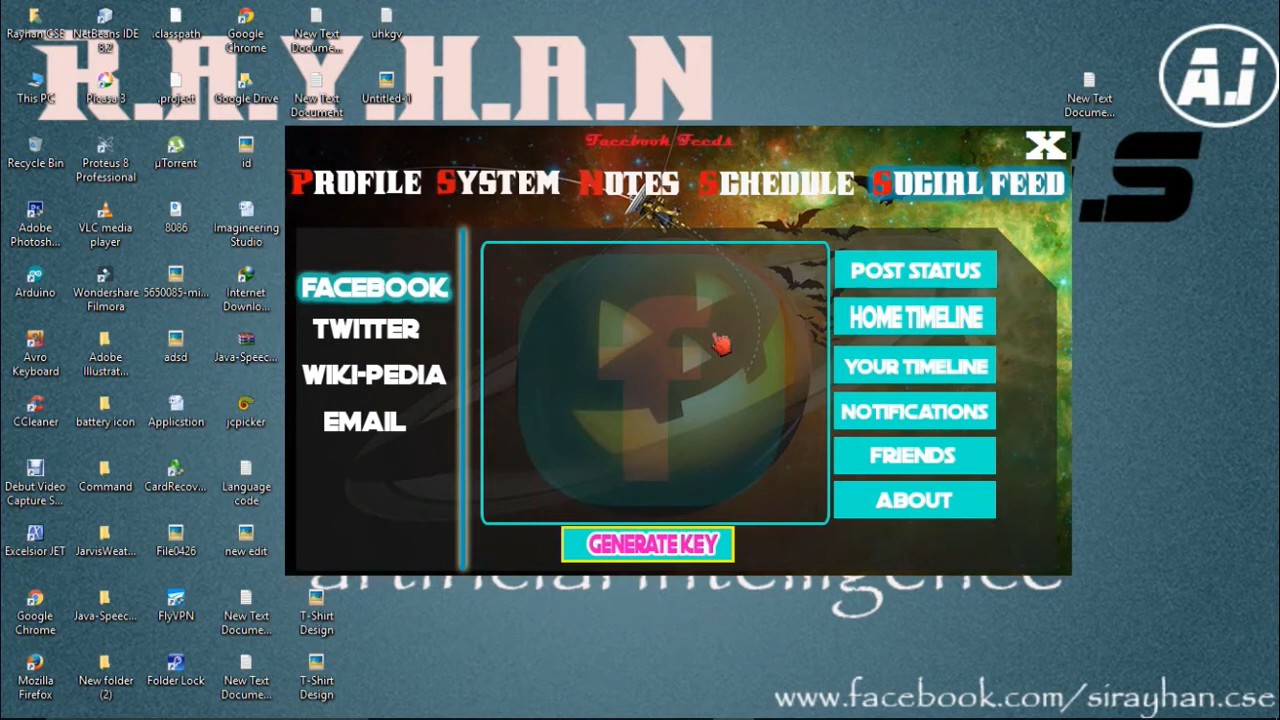 R.A.Y.H.A.N
A.I
.S
Rayhan CSE
NetBeans IDE
8.2
.classpath
Google
Chrome
New Text
Docume...
uhkgv
This PC
Picasa 3
.project
Google Drive
New Text
Document
Untitled-1
New Text
Docume...
Recycle Bin
Proteus 8
Professional
µTorrent
id
Adobe
Photosh...
VLC media
player
8086
Imagineering
Studio
Arduino
Wondershare
Filmora
5650085-mi...
Internet
Downlo...
Avro
Keyboard
Adobe
Illustrat...
adsd
Java-Speec...
CCleaner
battery icon
Applicstion
jcpicker
Debut Video
Capture S...
Command
CardRecov...
Language
code
Excelsior JET
JarvisWeat...
File0426
new edit
Google
Chrome
Java-Speec...
FlyVPN
New Text
Docume...
T-Shirt
Design
Mozilla
Firefox
New folder
(2)
Folder Lock
New Text
Docume...
T-Shirt
Design
Facebook Feeds
X
PROFILE SYSTEM NOTES SCHEDULE SOCIAL FEED
FACEBOOK
TWITTER
WIKI-PEDIA
EMAIL
f
POST STATUS
HOME TIMELINE
YOUR TIMELINE
NOTIFICATIONS
FRIENDS
ABOUT
GENERATE KEY
artificial intelligence
www.facebook.com/sirayhan.cse